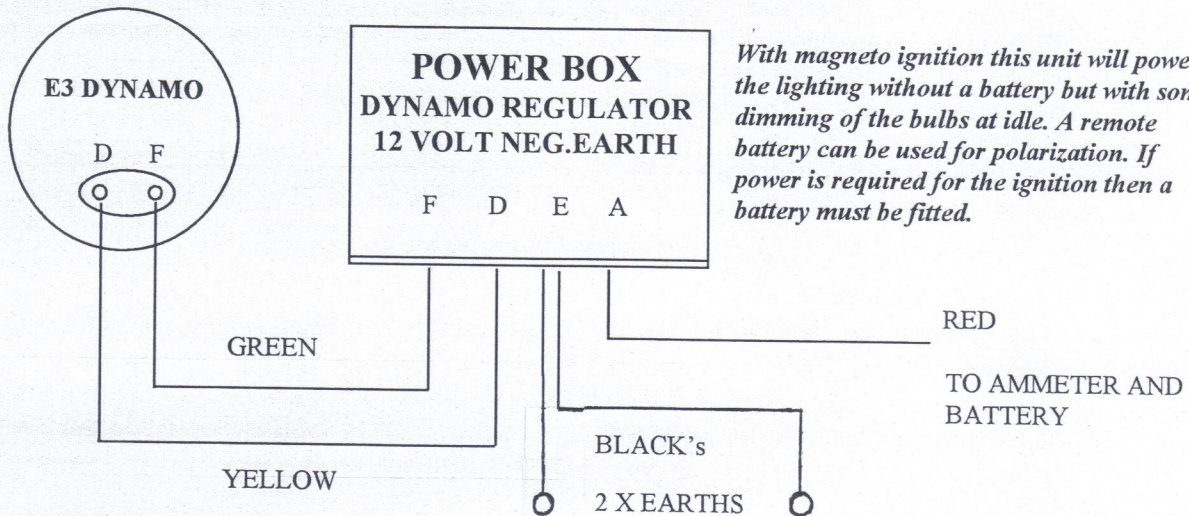 E3 DYNAMO
D F
POWER BOX
DYNAMO REGULATOR
12 VOLT NEG.EARTH
F D E A
With magneto ignition this unit will powe
the lighting without a battery but with
dimming of the bulbs at idle. A remote
battery can be used for polarization. If
power is required for the ignition then a
battery must be fitted.
GREEN
YELLOW
BLACK's
2 X EARTHS
RED
TO AMMETER AND
BATTERY